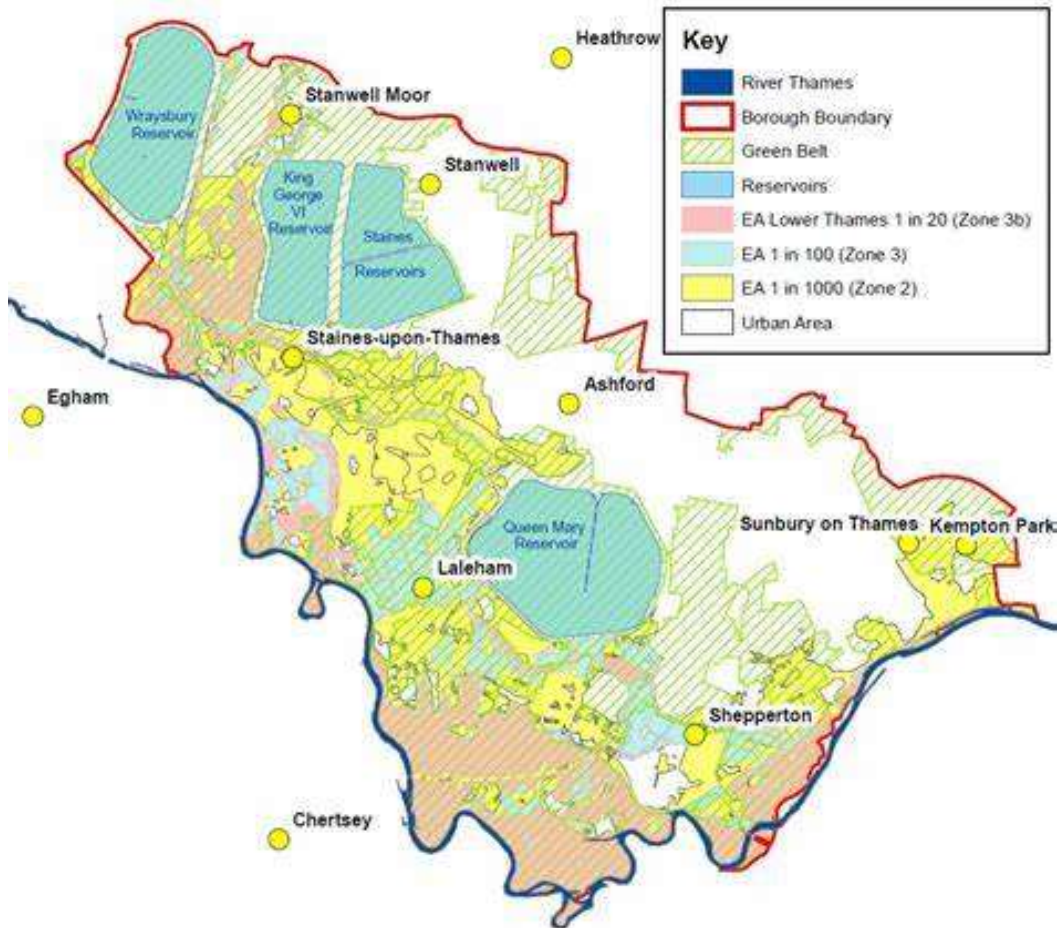 Heathrow
Key
River Thames
Borough Boundary
Green Belt
Reservoirs
EA Lower Thames 1 in 20 (Zone 3b)
EA 1 in 100 (Zone 3)
EA 1 in 1000 (Zone 2)
Urban Area
Stanwell Moor
Wraysbury
Reservoir
Stanwell
King
George
VI
Reservoir
Staines
Reservoirs
Staines-upon-Thames
Egham
Ashford
Queen Mary
Reservoir
Sunbury on Thames
Kempton Park
Laleham
Shepperton
Chertsey